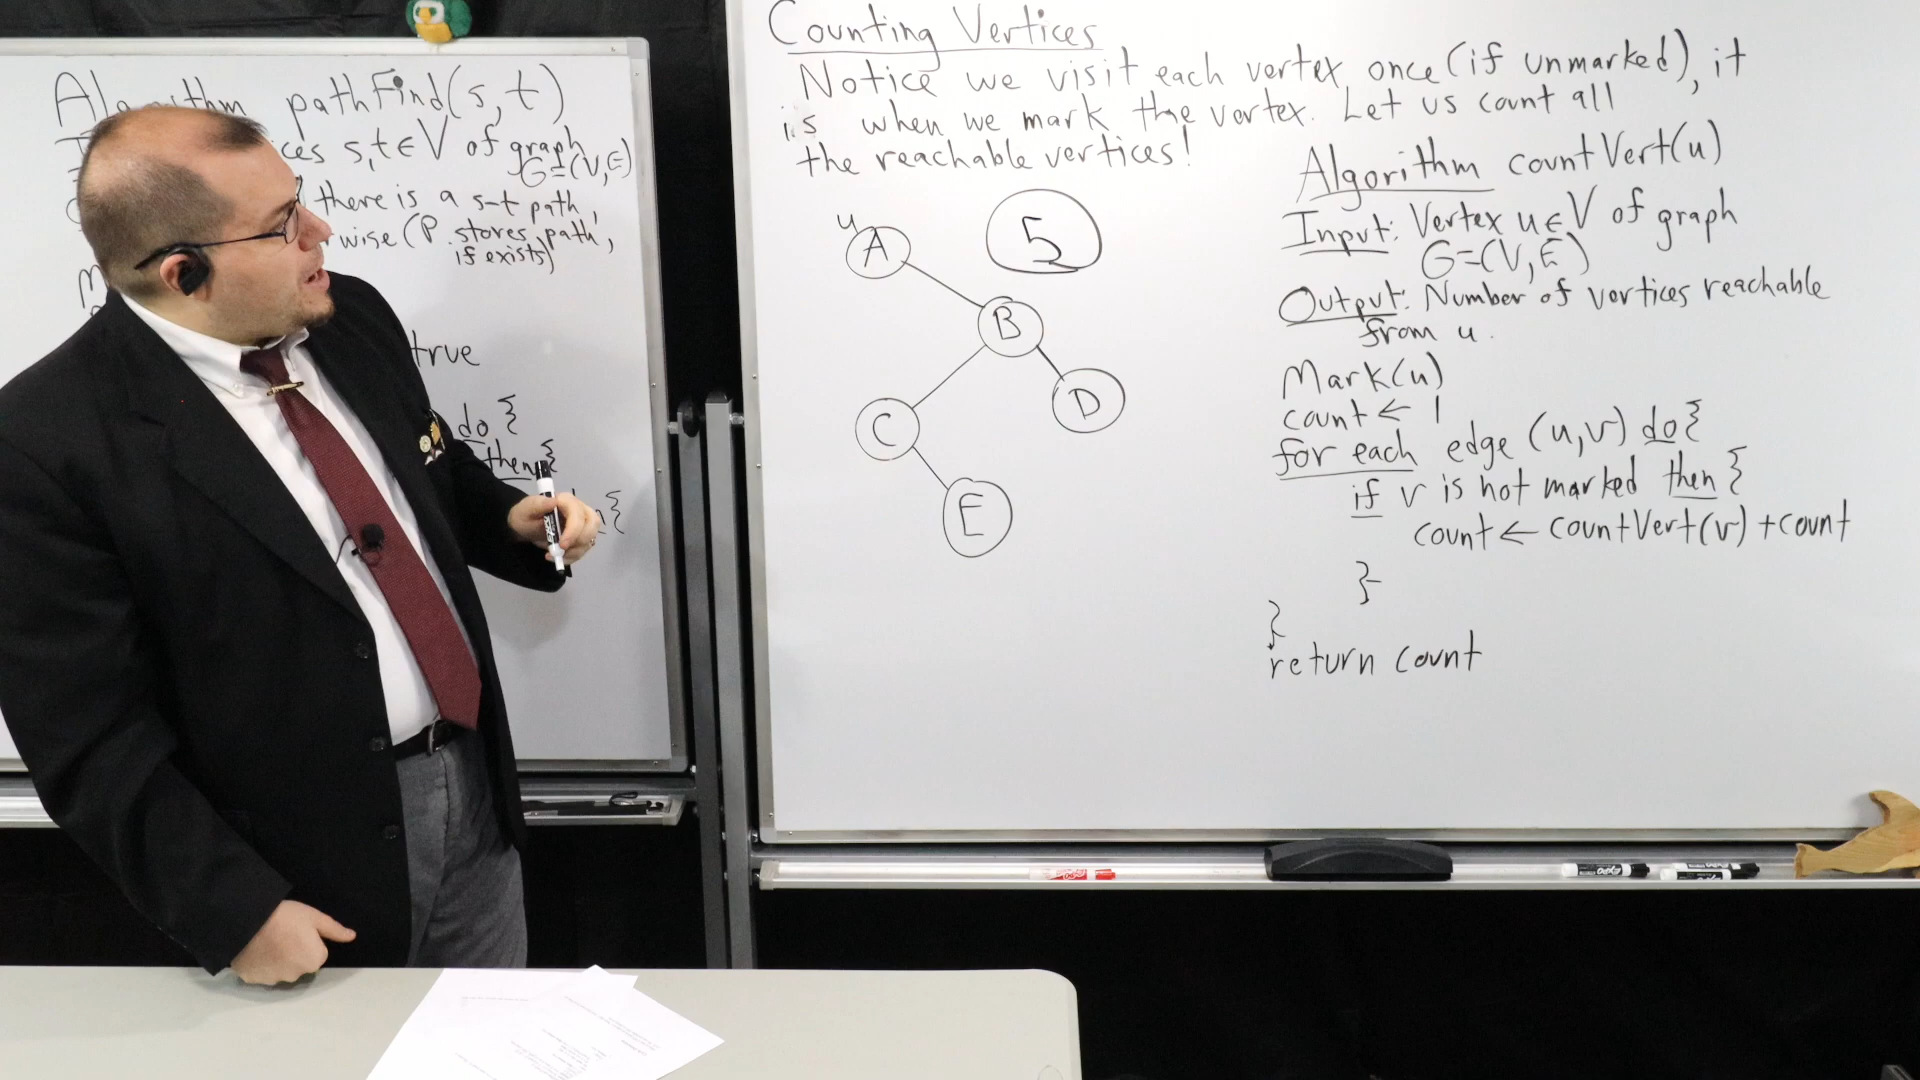 Algorithm pathFind(s,t)
ces s,t∈V of graph
G=(V,E)
there is a s-t path,
wise (P stores path,
if exists)
true
do {
then {
{
Counting Vertices
Notice we visit each vertex once (if unmarked), it
is when we mark the vertex. Let us count all
the reachable vertices!
u
A
B
C
D
E
5
Algorithm countVert(u)
Input: Vertex u∈V of graph
G=(V,E)
Output: Number of vertices reachable
from u.
Mark(u)
count ← 1
for each edge (u,v) do {
if v is not marked then {
count ← countVert(v) + count
}
}
return count
EXPO